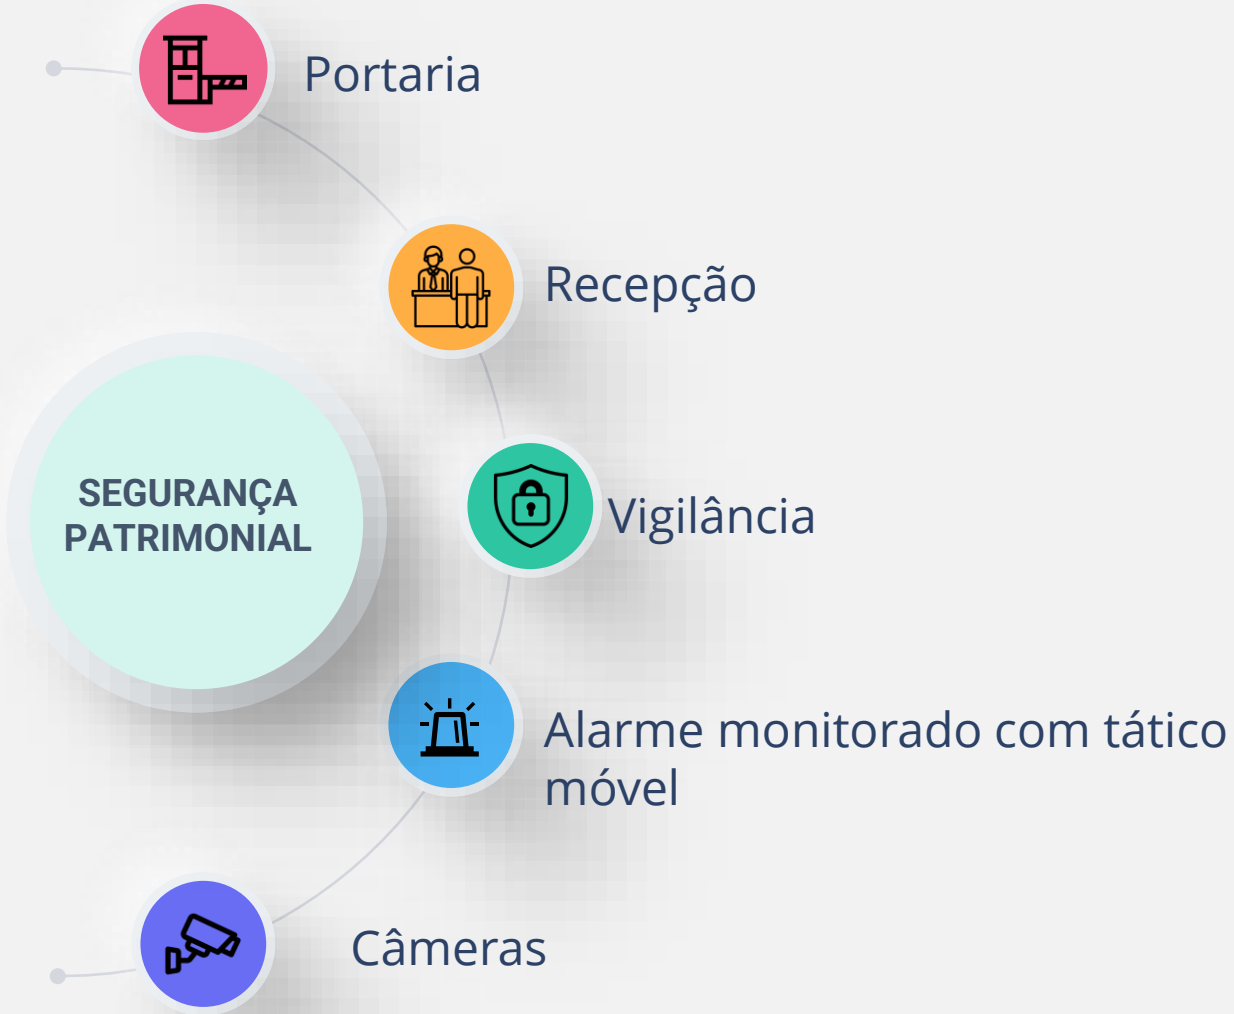 Portaria
Recepção
SEGURANÇA
PATRIMONIAL
Vigilância
Alarme monitorado com tático
móvel
Câmeras